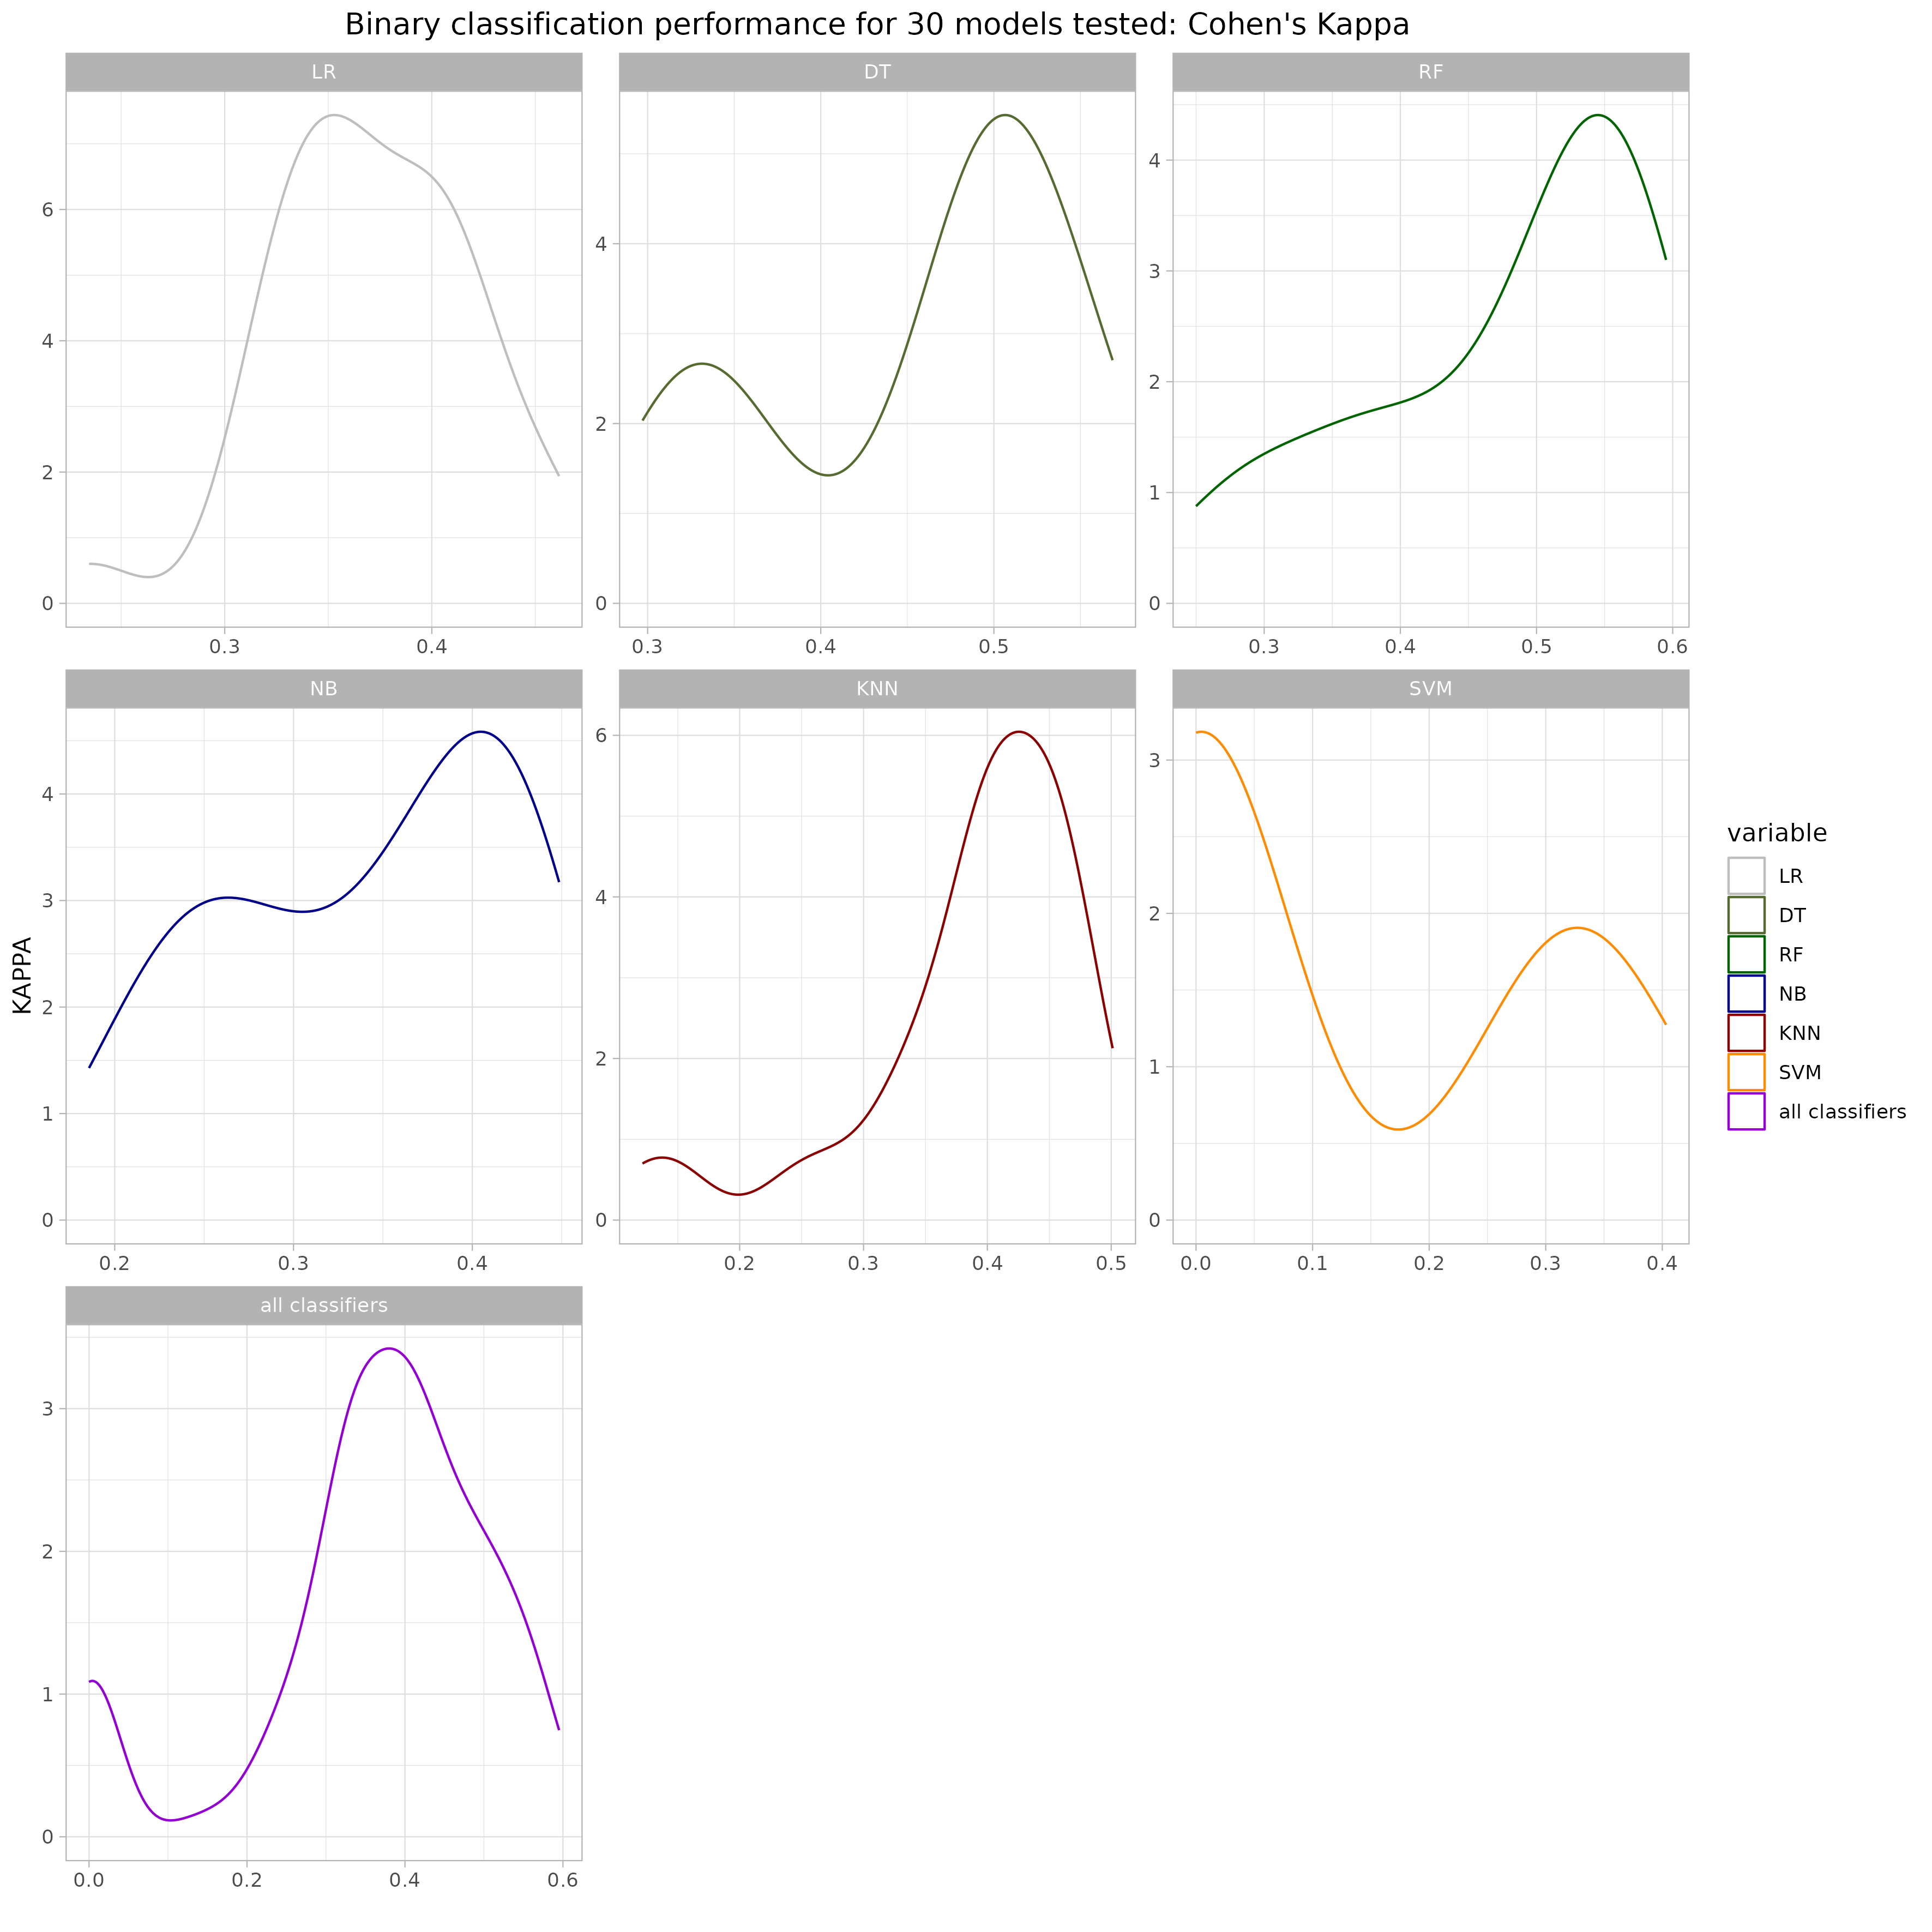 Binary classification performance for 30 models tested: Cohen's Kappa
LR DT RF
6 4 2 0
0.3 0.4
4 2 0
0.3 0.4 0.5
4 3 2 1 0
0.3 0.4 0.5 0.6
NB KNN SVM
4 3 2 1 0
0.2 0.3 0.4
6 4 2 0
0.2 0.3 0.4 0.5
3 2 1 0
0.0 0.1 0.2 0.3 0.4
all classifiers
3 2 1 0
0.0 0.2 0.4 0.6
KAPPA
variable
LR
DT
RF
NB
KNN
SVM
all classifiers